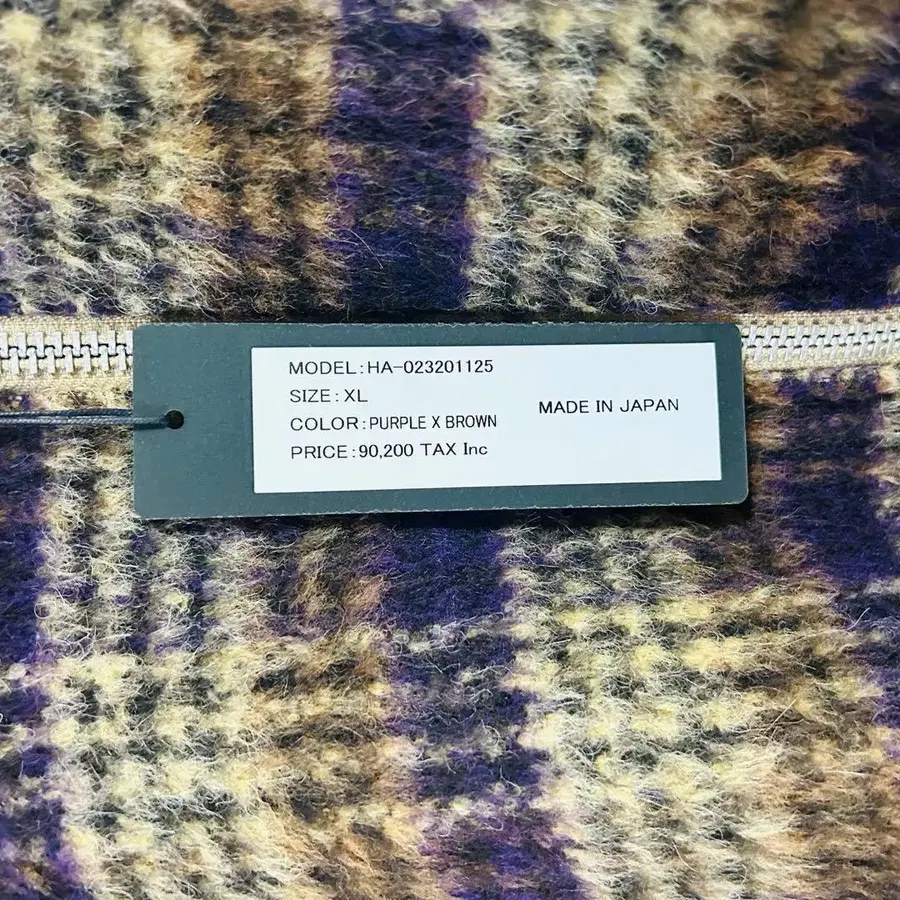 MODEL:HA-023201125
SIZE:XL
COLOR:PURPLE X BROWN
PRICE:90,200 TAX Inc
MADE IN JAPAN